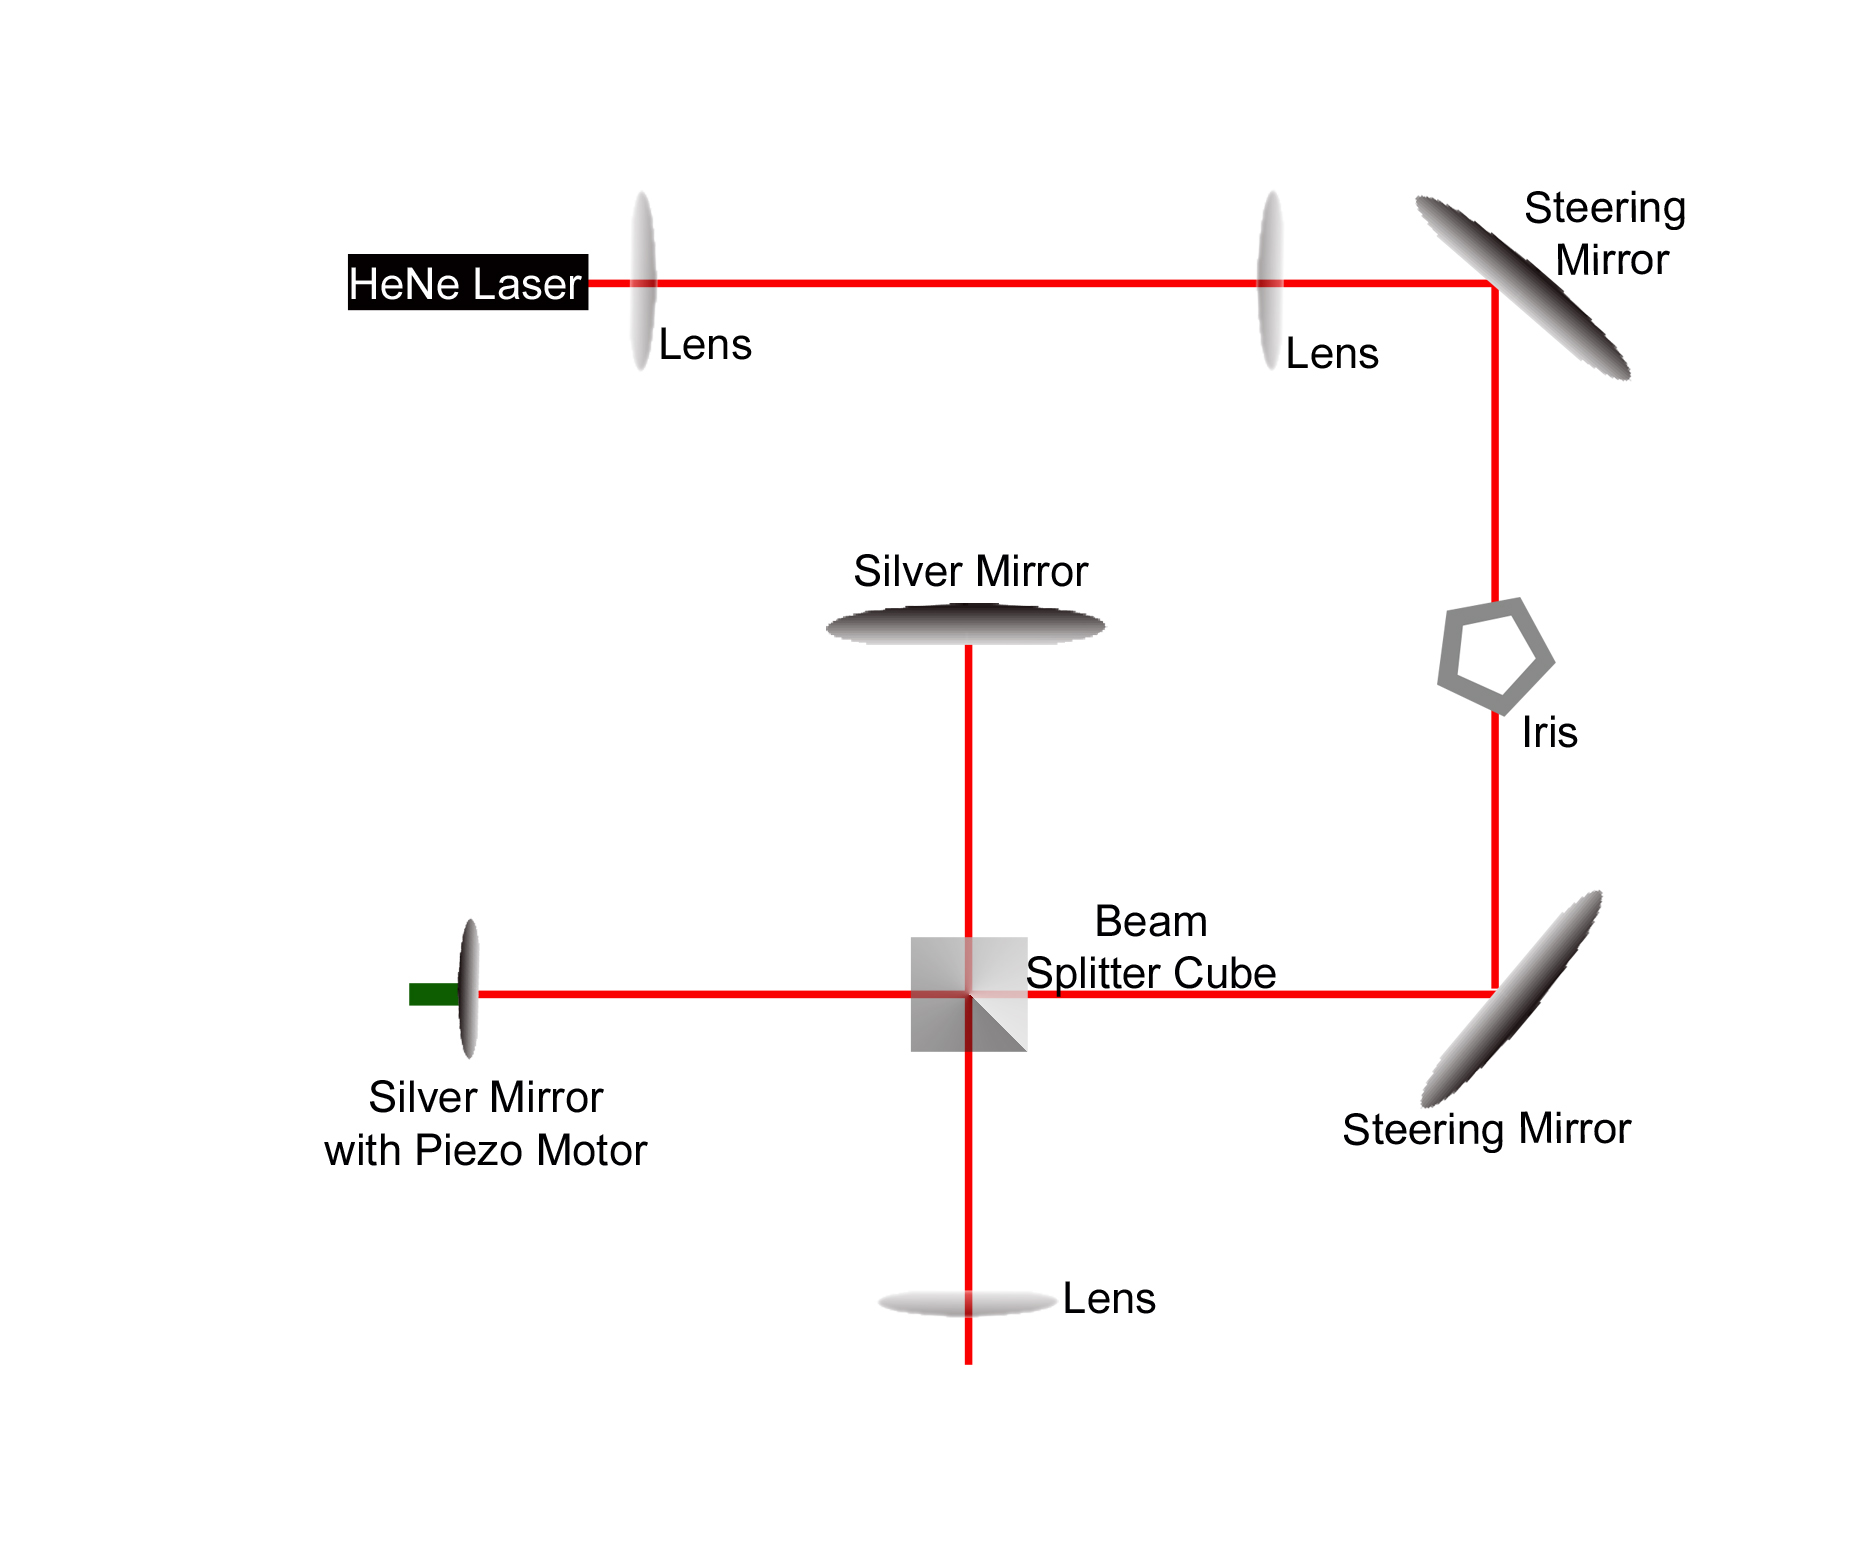 Steering
Mirror
HeNe Laser
Lens
Lens
Silver Mirror
Iris
Beam
Splitter Cube
Silver Mirror
with Piezo Motor
Steering Mirror
Lens